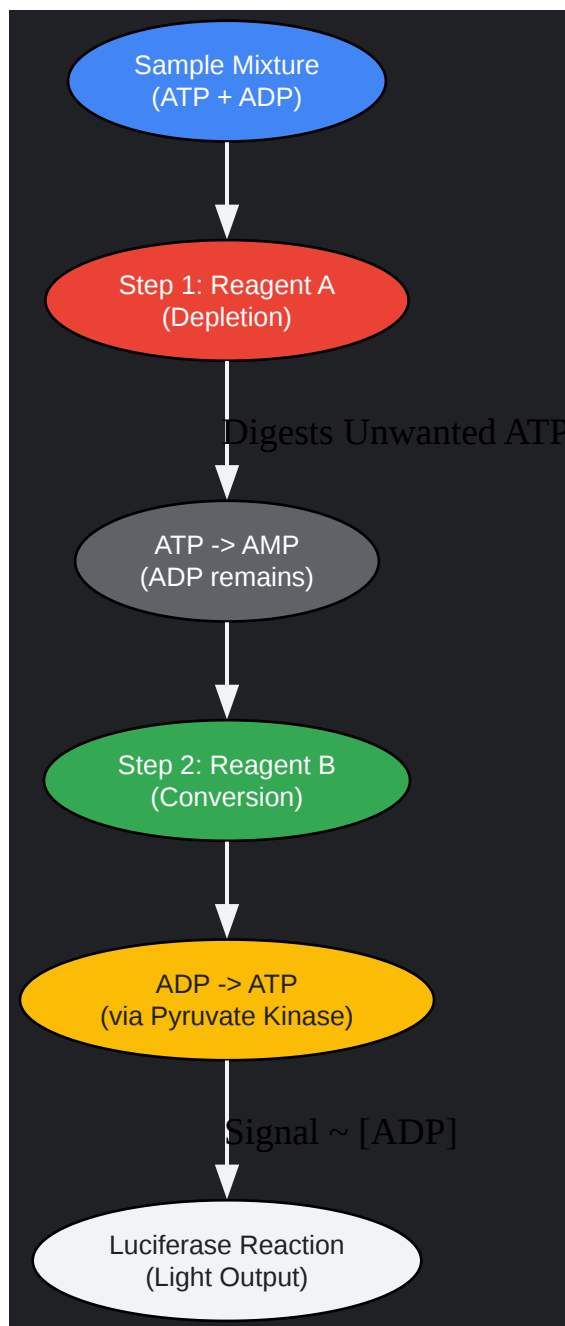 Sample Mixture
(ATP + ADP)
Step 1: Reagent A
(Depletion)
Digests Unwanted ATP
ATP -> AMP
(ADP remains)
Step 2: Reagent B
(Conversion)
ADP -> ATP
(via Pyruvate Kinase)
Signal ~ [ADP]
Luciferase Reaction
(Light Output)